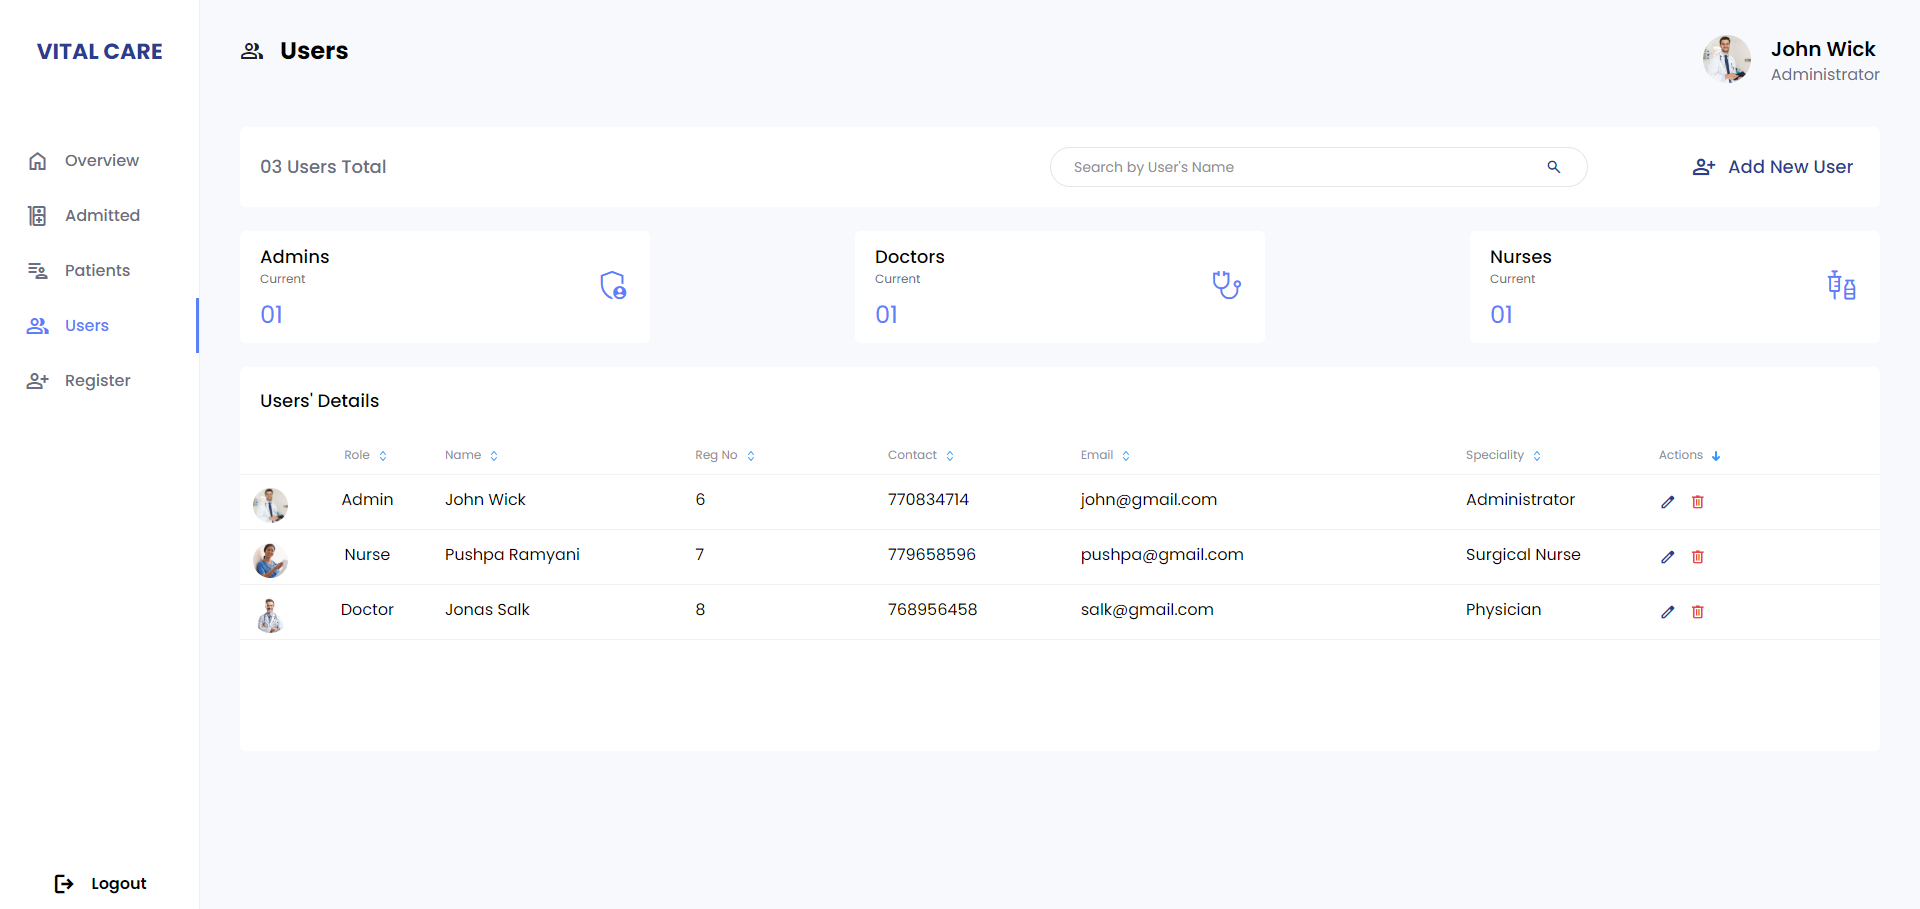 VITAL CARE
Overview
Admitted
Patients
Users
Register
Logout
Users
John Wick
Administrator
03 Users Total
Search by User's Name
Add New User
Admins
Current
01
Doctors
Current
01
Nurses
Current
01
Users' Details
Role Name Reg No Contact Email Speciality Actions
Admin John Wick 6 770834714 john@gmail.com Administrator
Nurse Pushpa Ramyani 7 779658596 pushpa@gmail.com Surgical Nurse
Doctor Jonas Salk 8 768956458 salk@gmail.com Physician